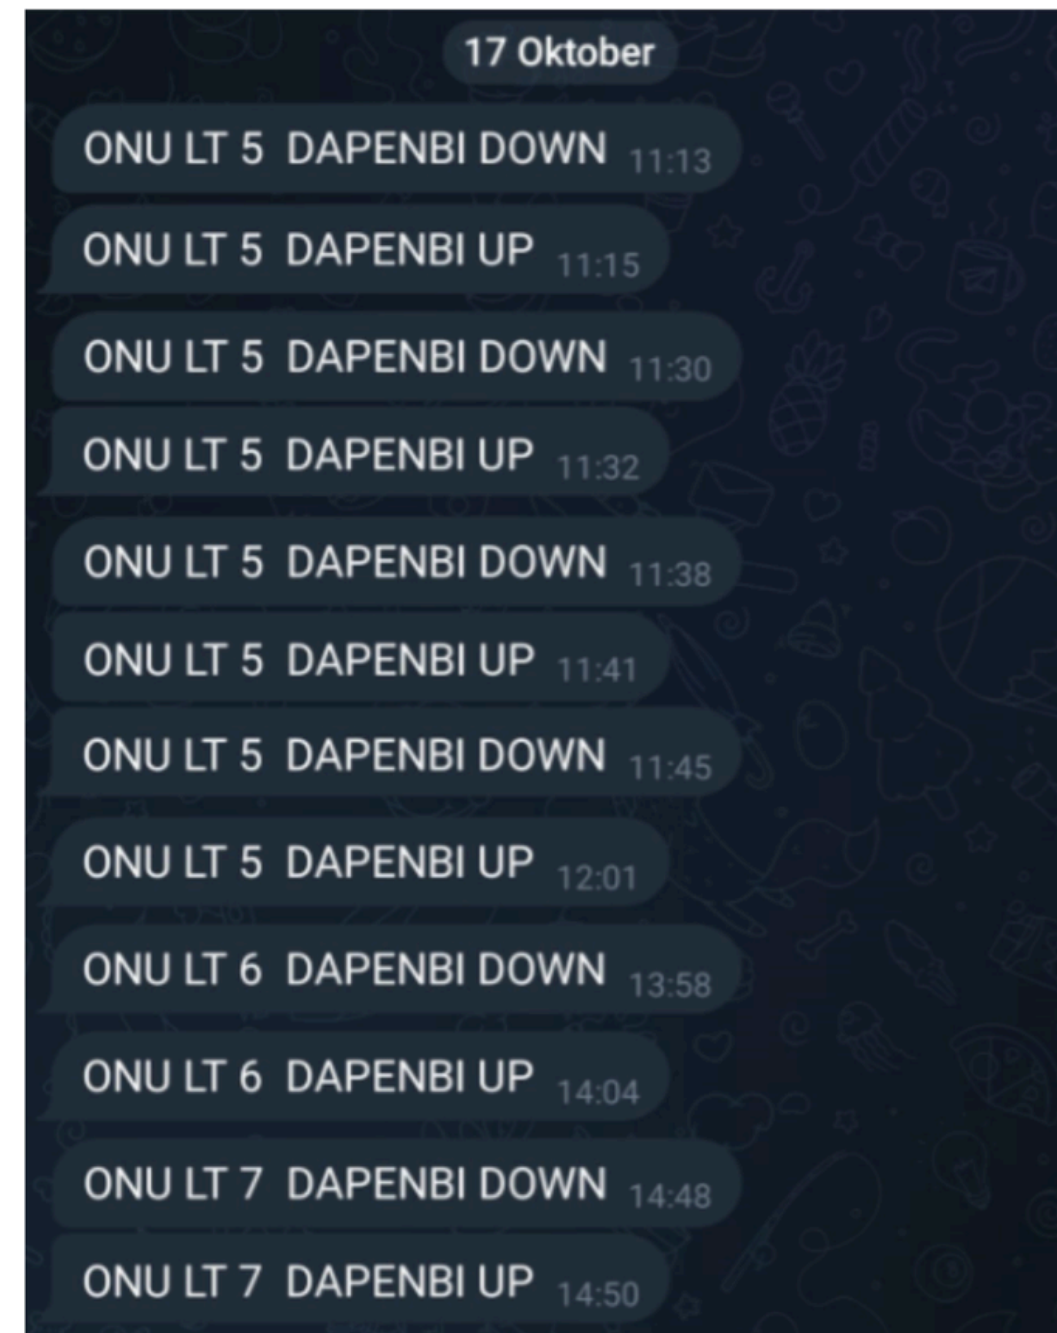 17 Oktober
ONU LT 5  DAPENBI DOWN 11:13
ONU LT 5  DAPENBI UP 11:15
ONU LT 5  DAPENBI DOWN 11:30
ONU LT 5  DAPENBI UP 11:32
ONU LT 5  DAPENBI DOWN 11:38
ONU LT 5  DAPENBI UP 11:41
ONU LT 5  DAPENBI DOWN 11:45
ONU LT 5  DAPENBI UP 12:01
ONU LT 6  DAPENBI DOWN 13:58
ONU LT 6  DAPENBI UP 14:04
ONU LT 7  DAPENBI DOWN 14:48
ONU LT 7  DAPENBI UP 14:50